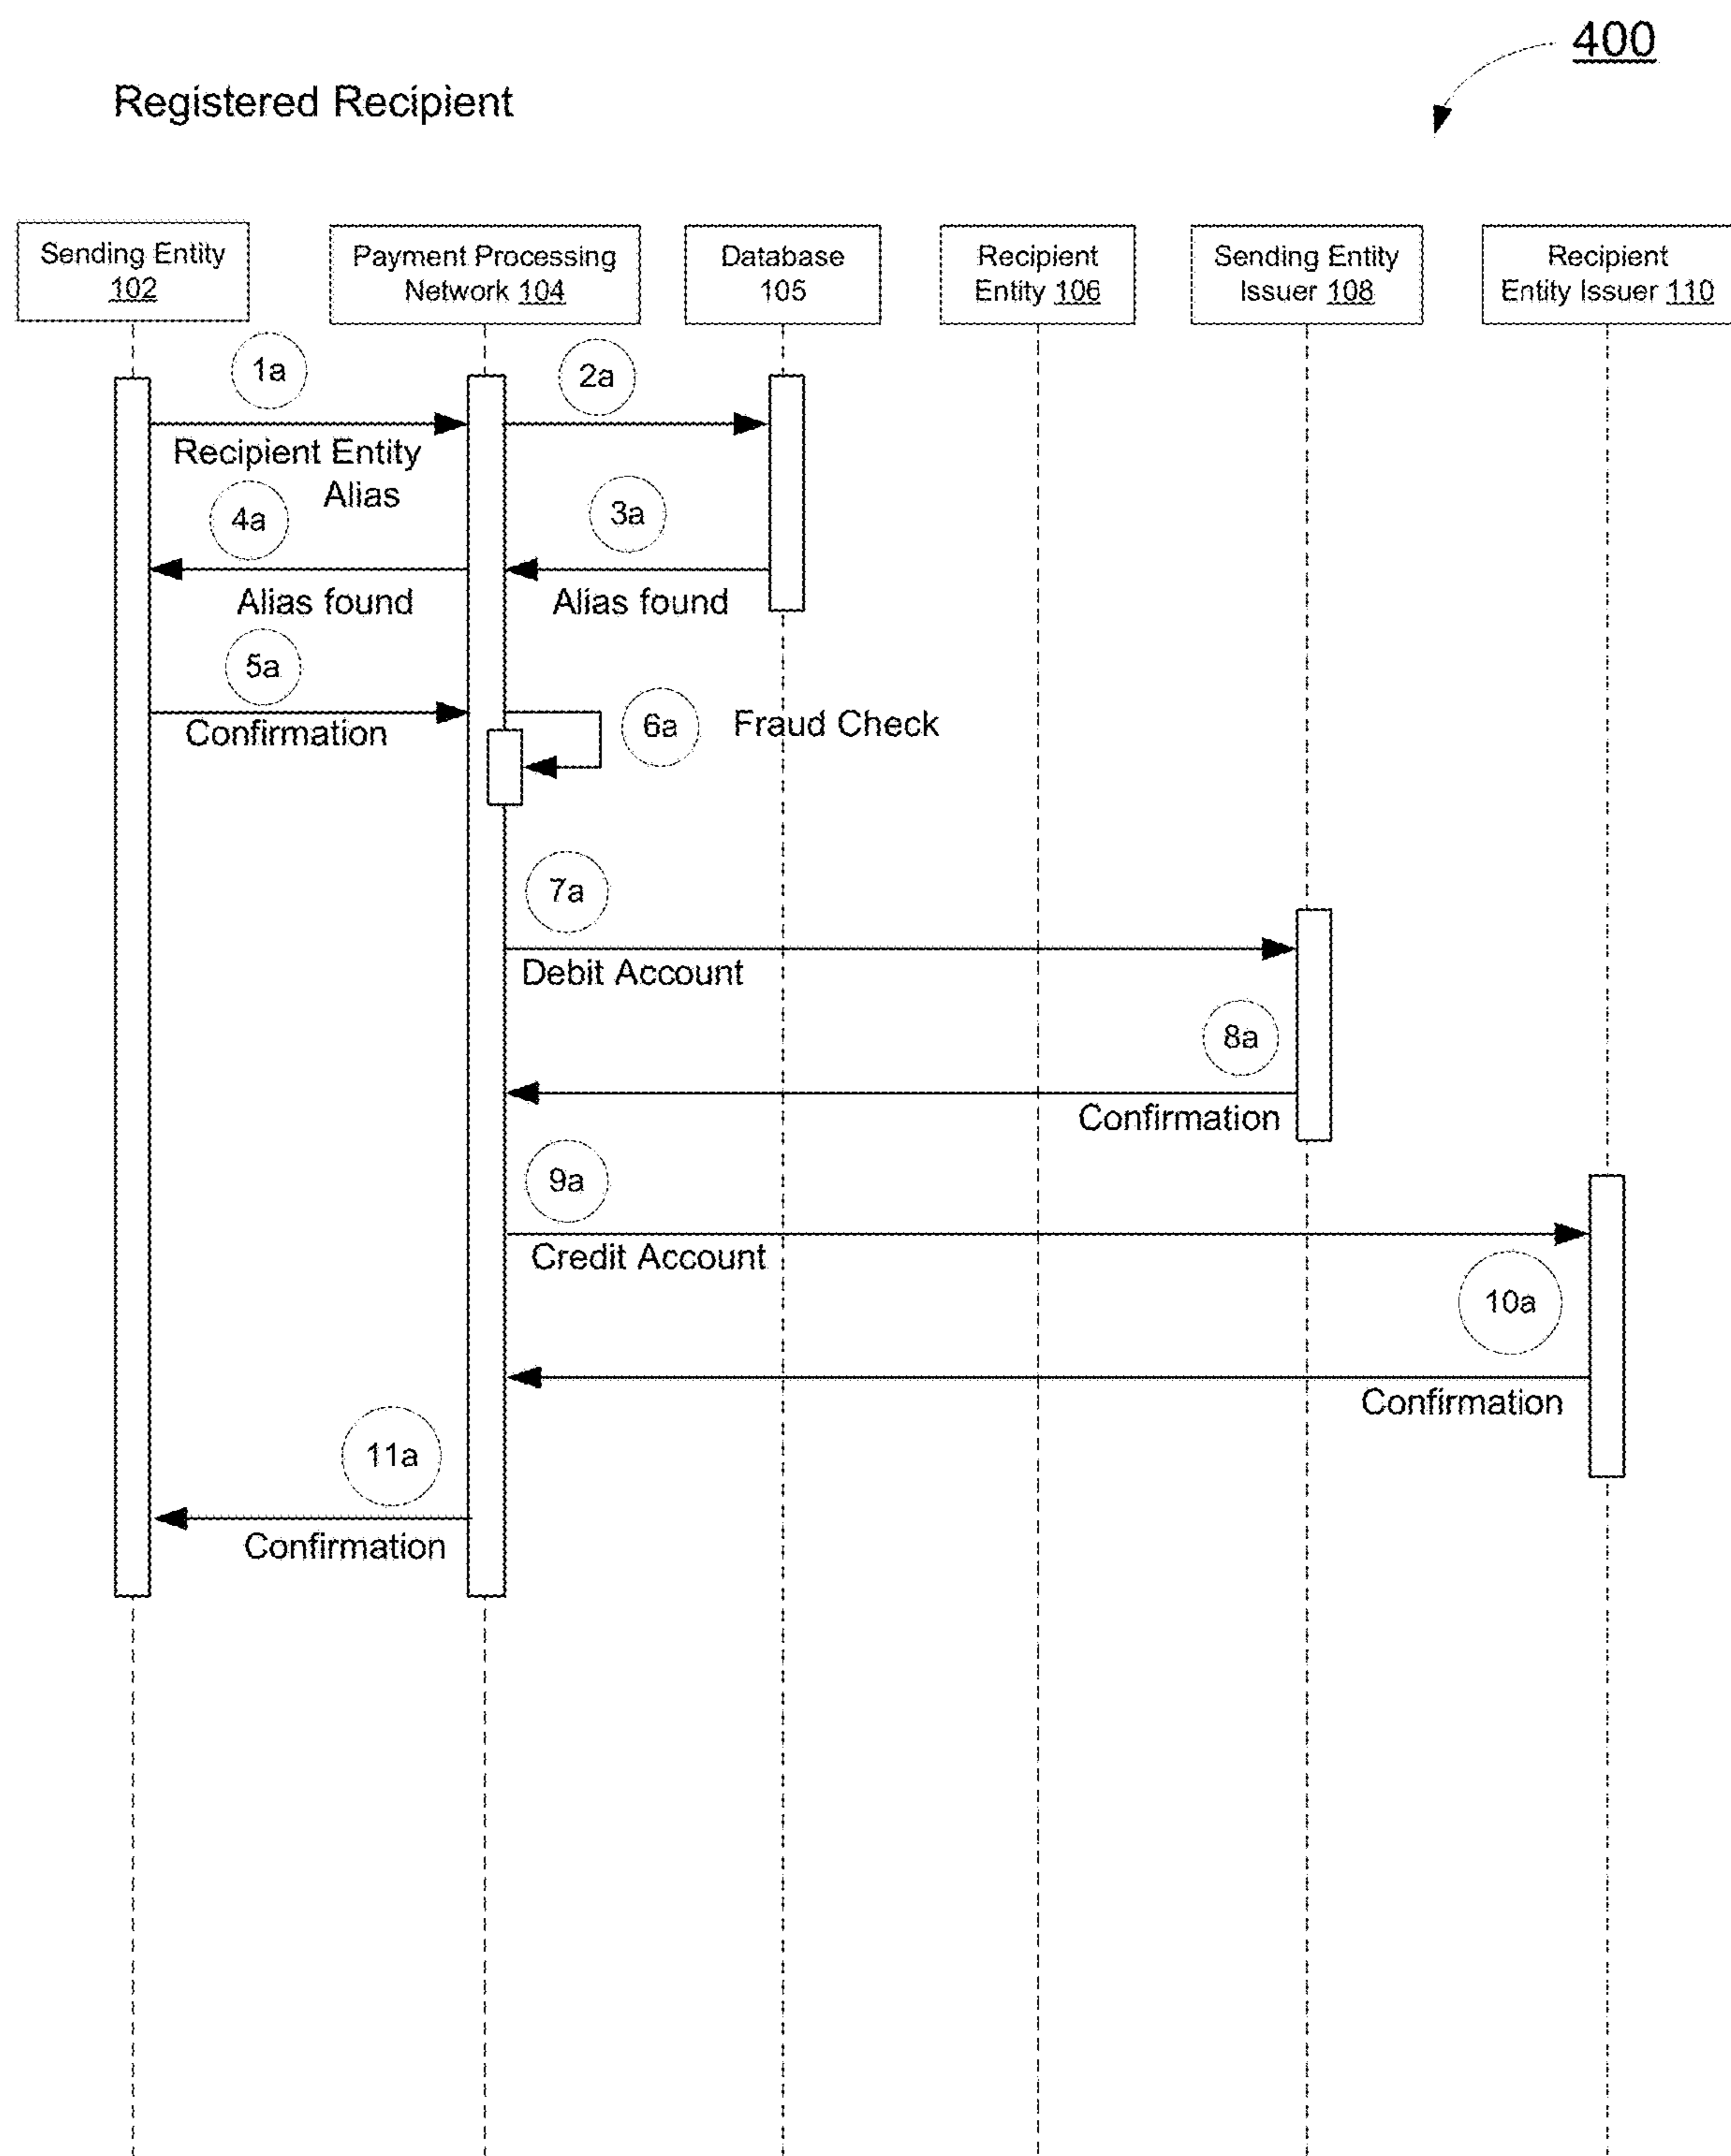 400
Registered Recipient
Sending Entity
102
Payment Processing
Network 104
Database
105
Recipient
Entity 106
Sending Entity
Issuer 108
Recipient
Entity Issuer 110
1a
2a
Recipient Entity
Alias
4a
3a
Alias found
Alias found
5a
Confirmation
6a
Fraud Check
7a
Debit Account
8a
Confirmation
9a
Credit Account
10a
Confirmation
11a
Confirmation